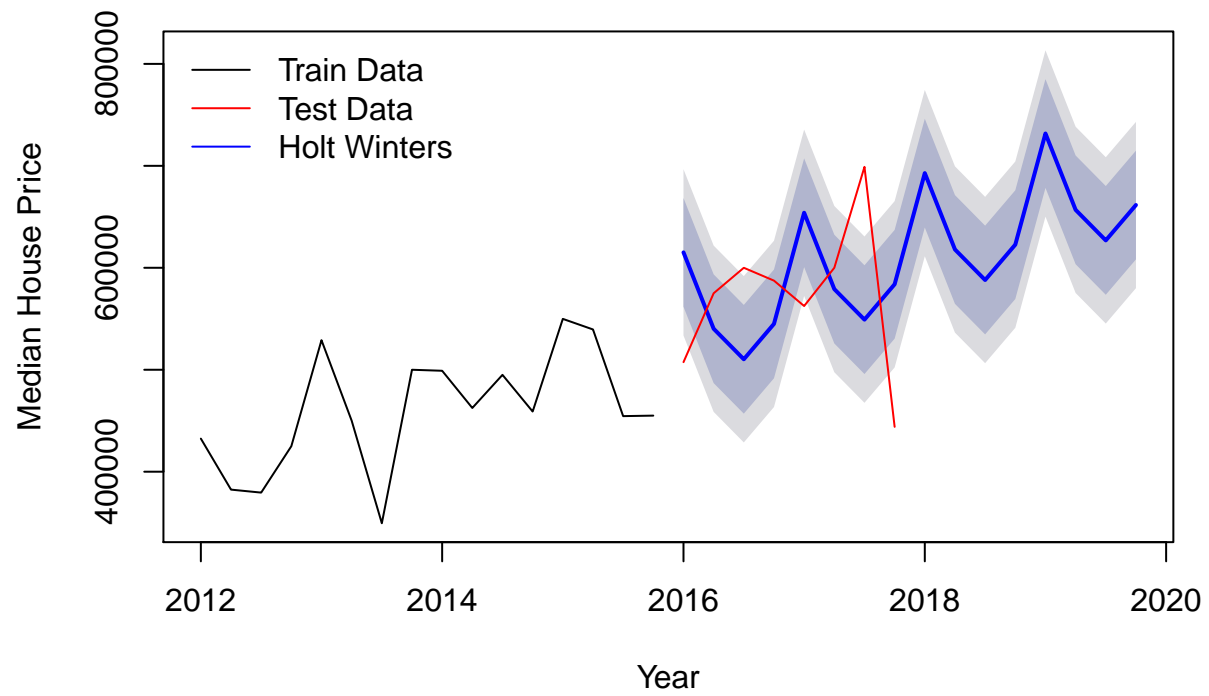 Train Data
Test Data
Holt Winters
Median House Price
800000
600000
400000
2012
2014
2016
2018
2020
Year